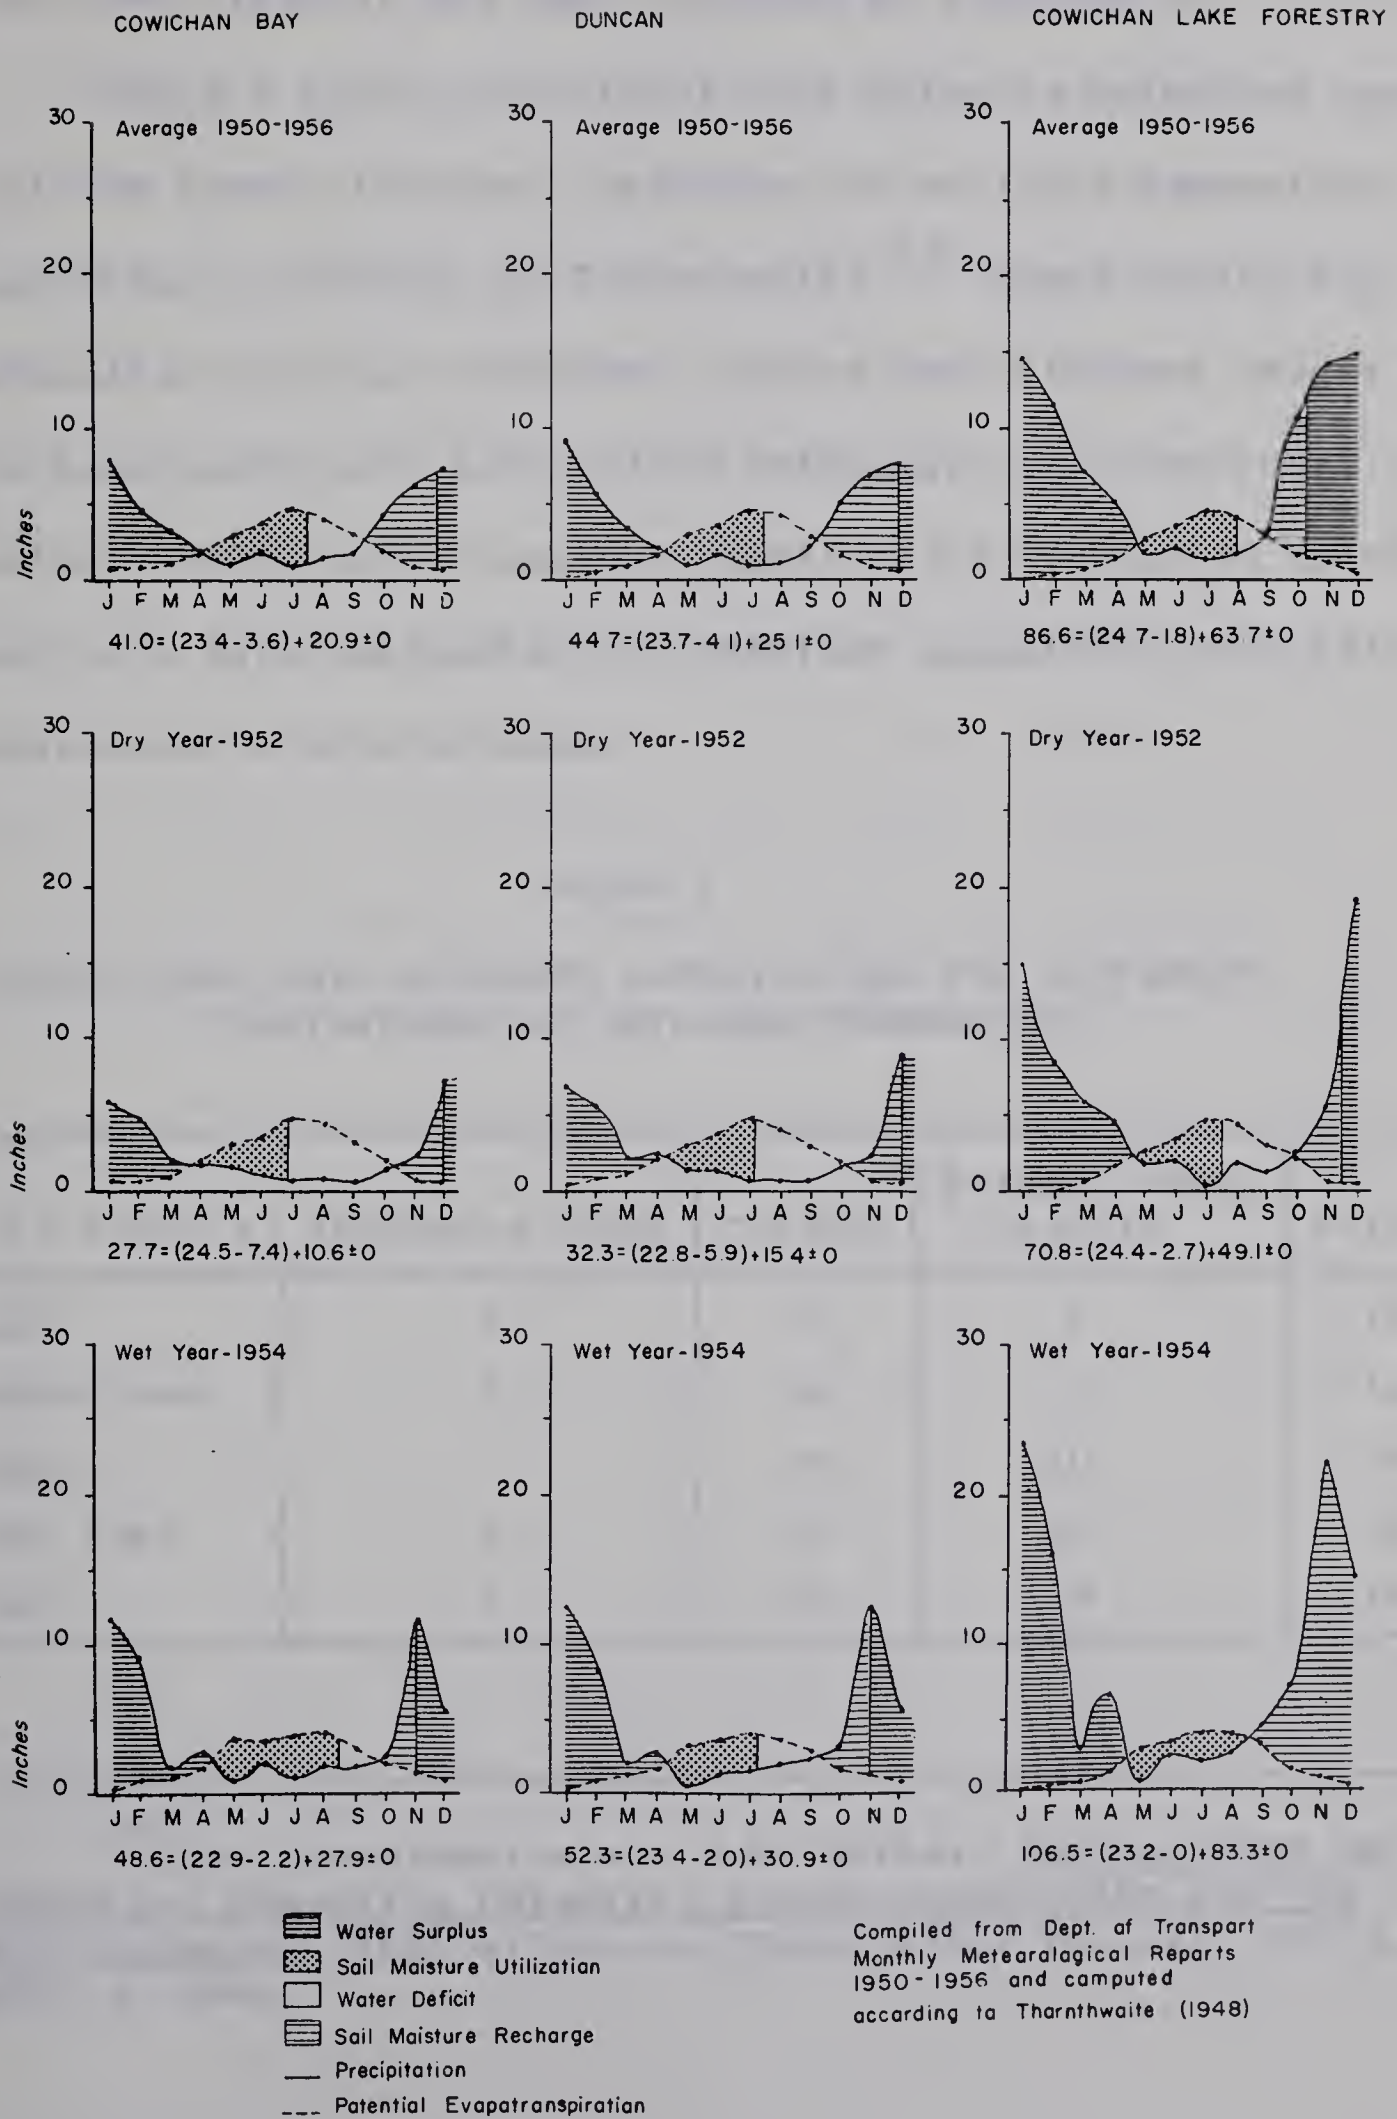 COWICHAN BAY
DUNCAN
COWICHAN LAKE FORESTRY
30
Average 1950-1956
20
10
0
Inches
J F M A M J J A S O N D
41.0=(23 4-3.6)+20.9±0
30
Average 1950-1956
20
10
0
J F M A M J J A S O N D
44 7=(23.7-4 1)+25 1±0
30
Average 1950-1956
20
10
0
J F M A M J J A S O N D
86.6=(24 7-1.8)+63.7±0
30
Dry Year-1952
20
10
0
Inches
J F M A M J J A S O N D
27.7=(24.5-7.4)+10.6±0
30
Dry Year-1952
20
10
0
J F M A M J J A S O N D
32.3=(22.8-5.9)+15 4±0
30
Dry Year-1952
20
10
0
J F M A M J J A S O N D
70.8=(24.4-2.7)+49.1±0
30
Wet Year-1954
20
10
0
Inches
J F M A M J J A S O N D
48.6=(22 9-2.2)+27.9±0
30
Wet Year-1954
20
10
0
J F M A M J J A S O N D
52.3=(23 4-2 0)+30.9±0
30
Wet Year-1954
20
10
0
J F M A M J J A S O N D
106.5=(23 2-0)+83.3±0
Water Surplus
Sail Maisture Utilization
Water Deficit
Sail Maisture Recharge
Precipitation
Potential Evapatranspiration
Compiled from Dept. af Transpart
Monthly Metearalagical Reparts
1950-1956 and camputed
accarding ta Tharnthwaite (1948)